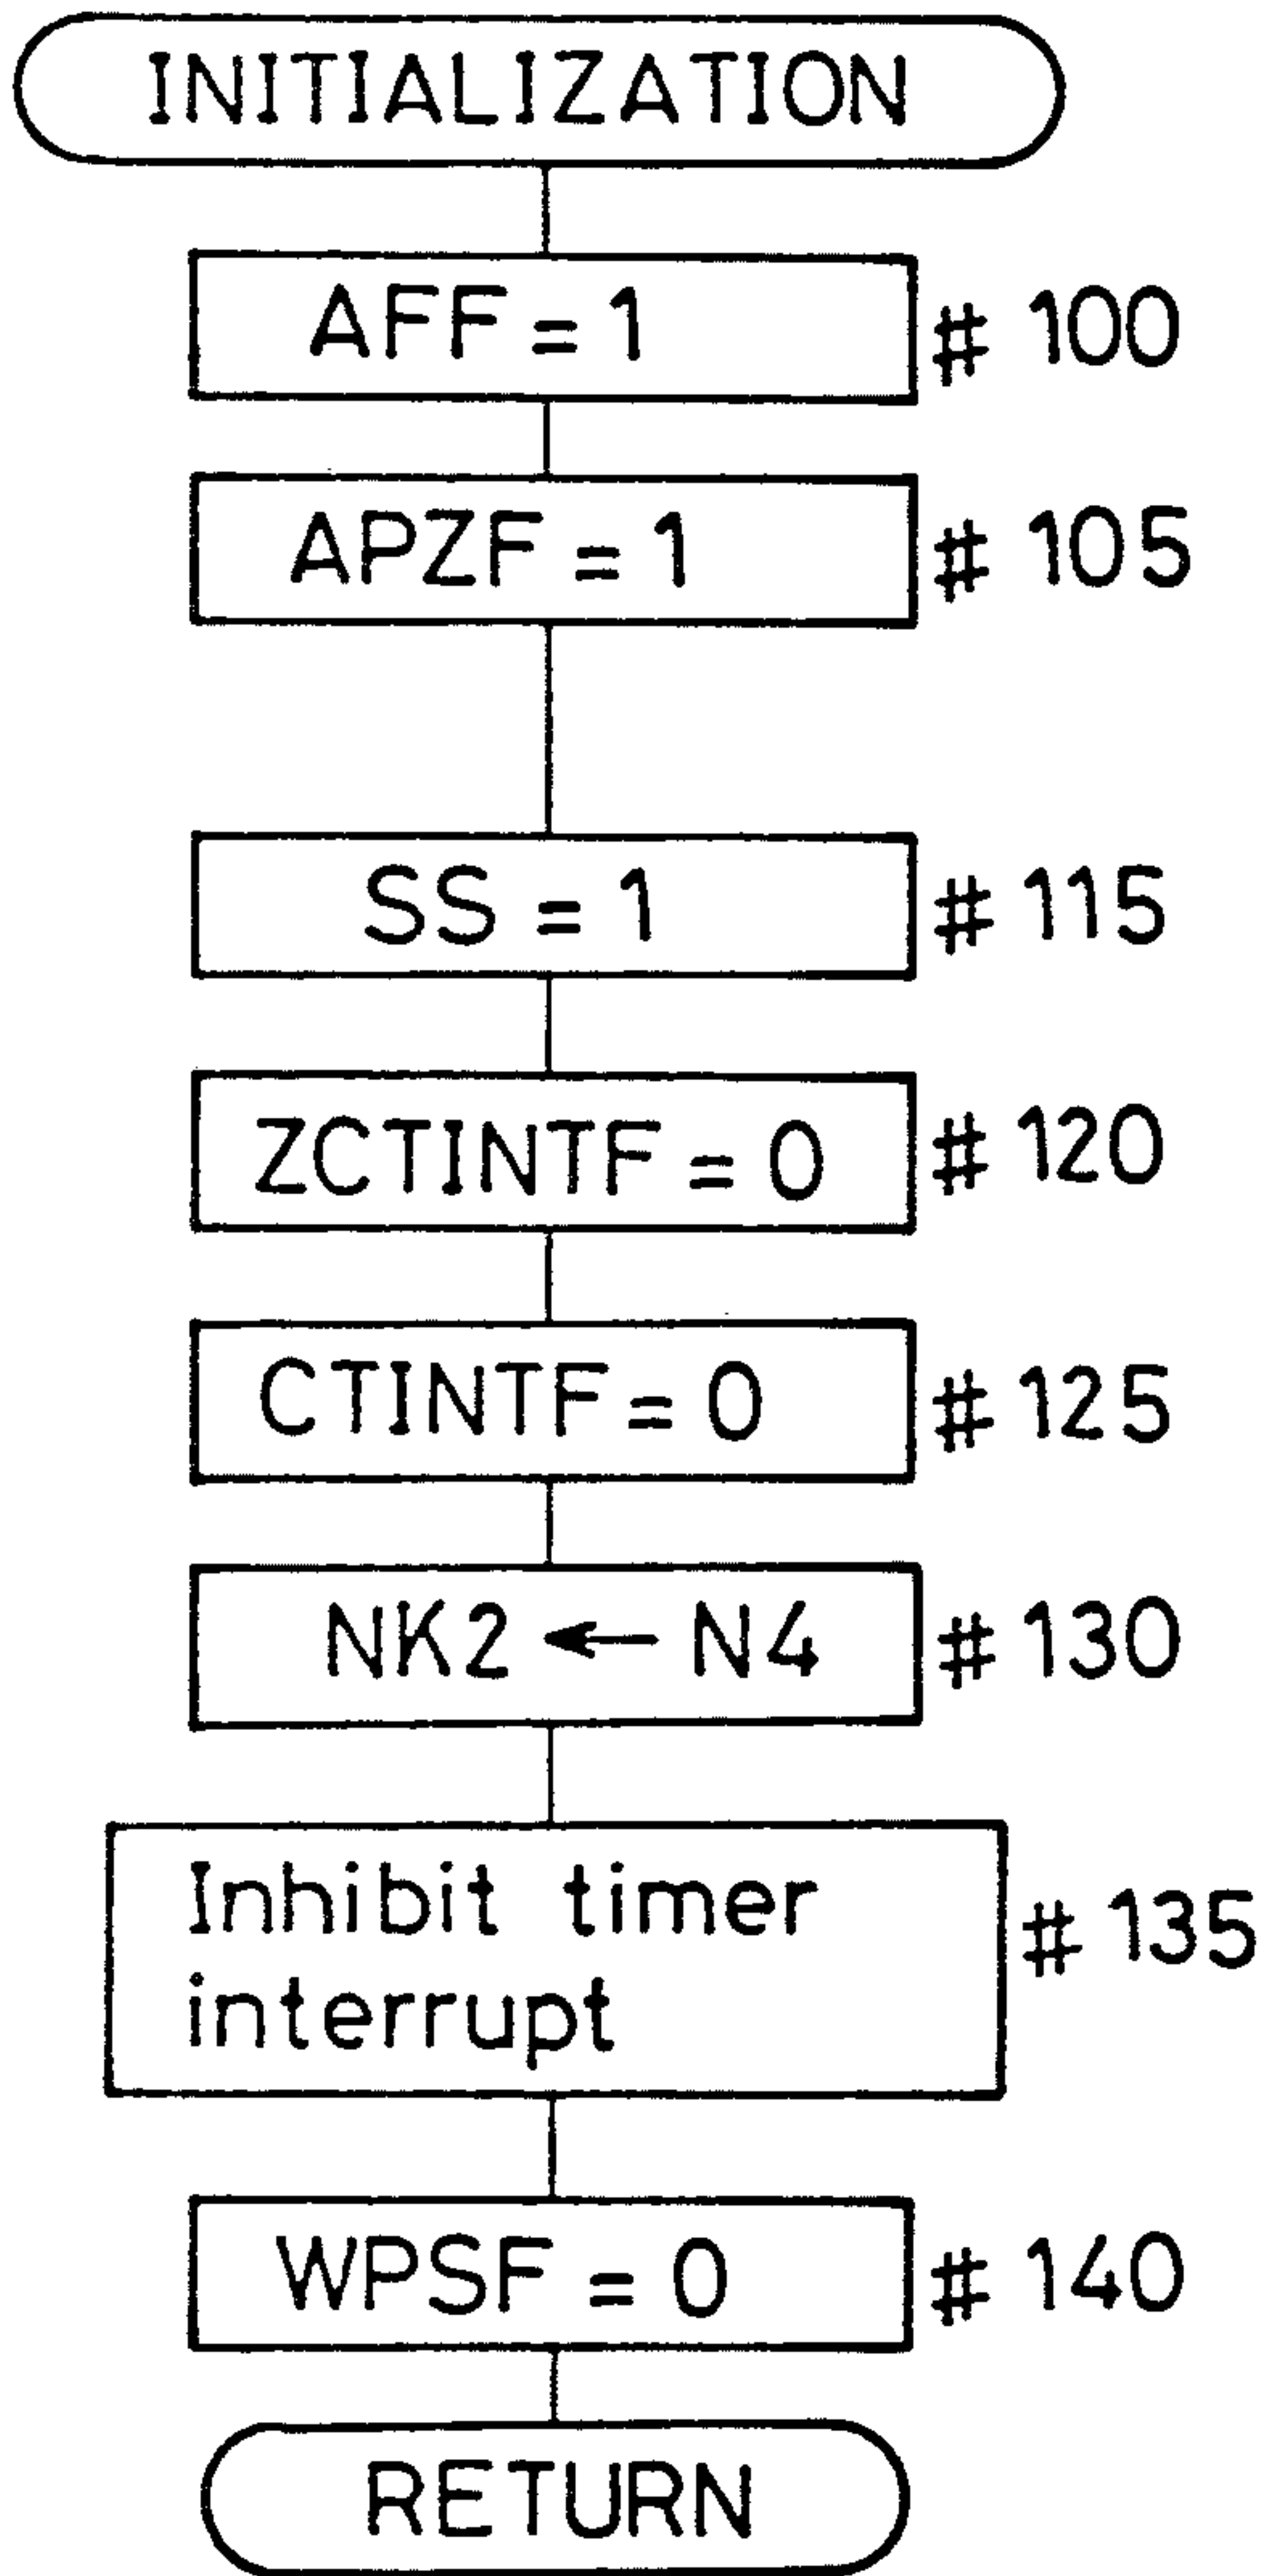 INITIALIZATION
AFF = 1 # 100
APZF = 1 # 105
SS = 1 # 115
ZCTINTF = 0 # 120
CTINTF = 0 # 125
NK2 ← N4 # 130
Inhibit timer
interrupt
# 135
WPSF = 0 # 140
RETURN